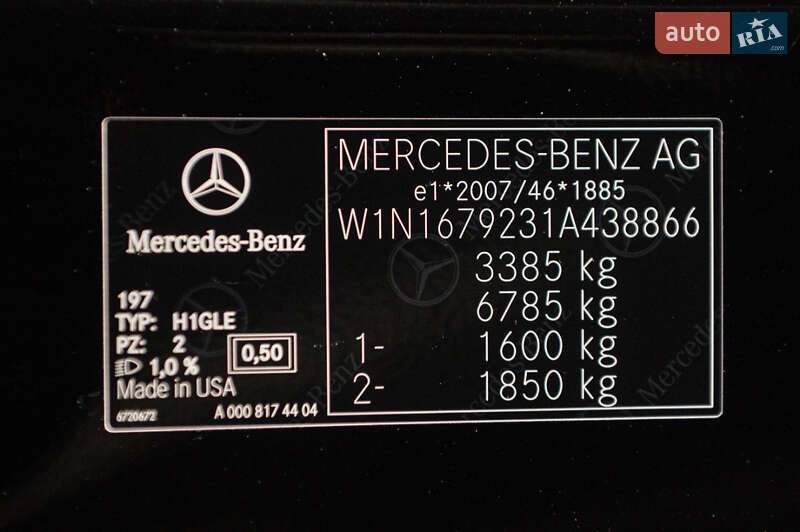 auto RIA.com
MERCEDES-BENZ AG
e1*2007/46*1885
W1N1679231A438866
3385 kg
6785 kg
1- 1600 kg
2- 1850 kg
Mercedes-Benz
197
TYP: H1GLE
PZ: 2
0,50
1,0 %
Made in USA
6720672
A 000 817 44 04